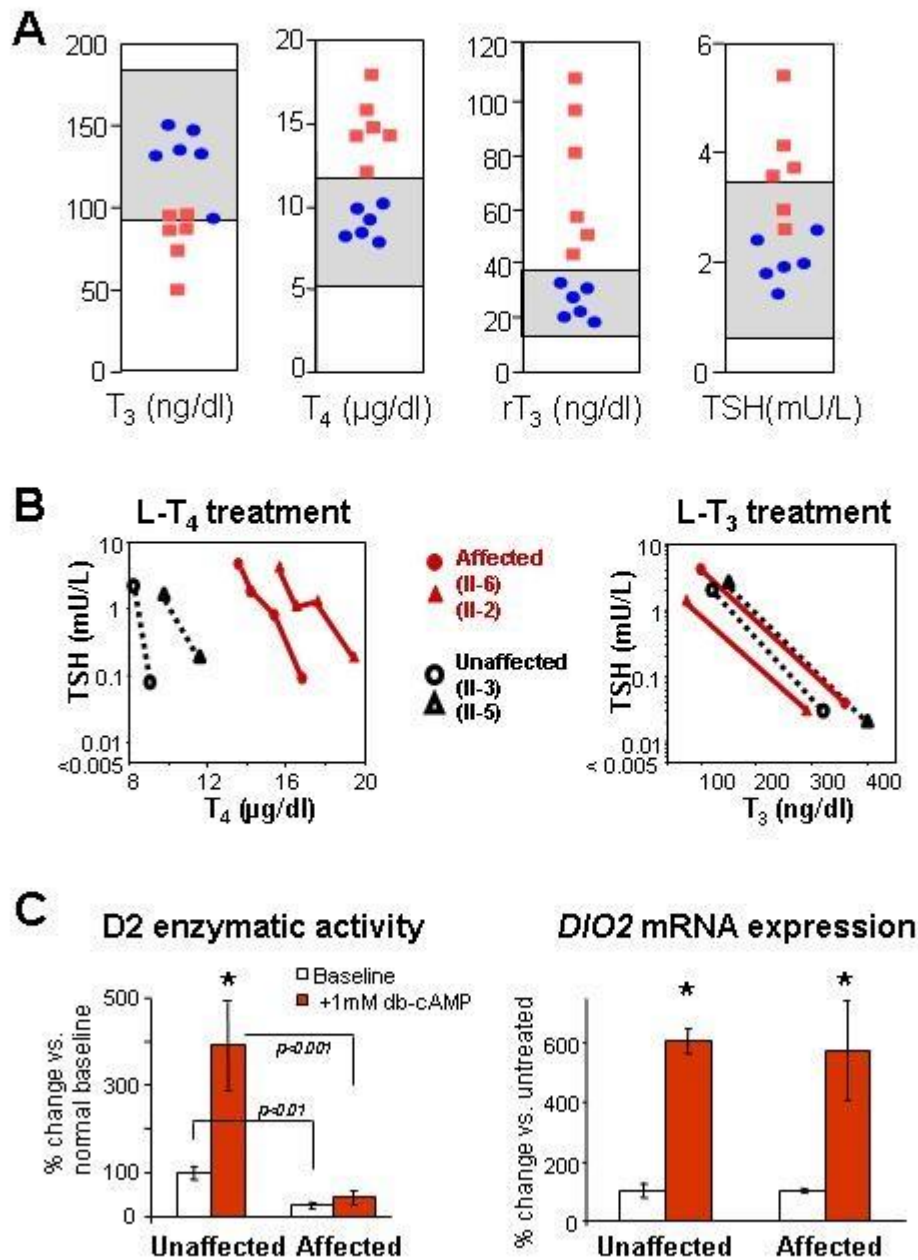 A
200
150
100
50
0
T₃ (ng/dl)
20
15
10
5
0
T₄ (µg/dl)
120
100
80
60
40
20
0
rT₃ (ng/dl)
6
4
2
0
TSH(mU/L)
B
L-T₄ treatment
10
1
0.1
0.01
<0.005
TSH (mU/L)
8 12 16 20
T₄ (µg/dl)
Affected
(II-6)
(II-2)
Unaffected
(II-3)
(II-5)
L-T₃ treatment
10
1
0.1
0.01
< 0.005
TSH (mU/L)
100 200 300 400
T₃ (ng/dl)
C
D2 enzymatic activity
Baseline
+1mM db-cAMP
*
p<0.001
p<0.01
500
300
100
0
% change vs.
normal baseline
Unaffected Affected
DIO2 mRNA expression
* *
600
400
200
0
% change vs. untreated
Unaffected Affected